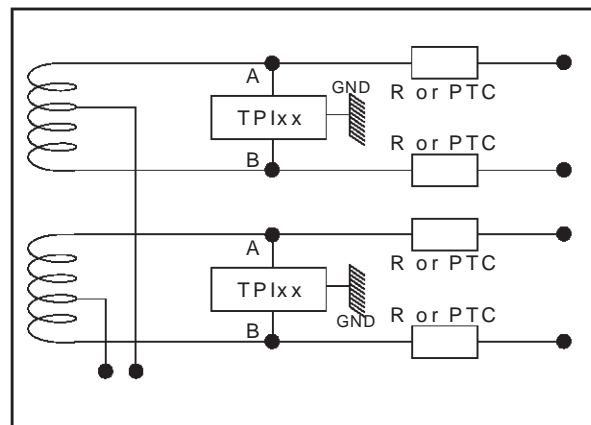 A
GND
R or PTC
TPIxx
R or PTC
B
A
R or PTC
TPIxx
GND
R or PTC
B